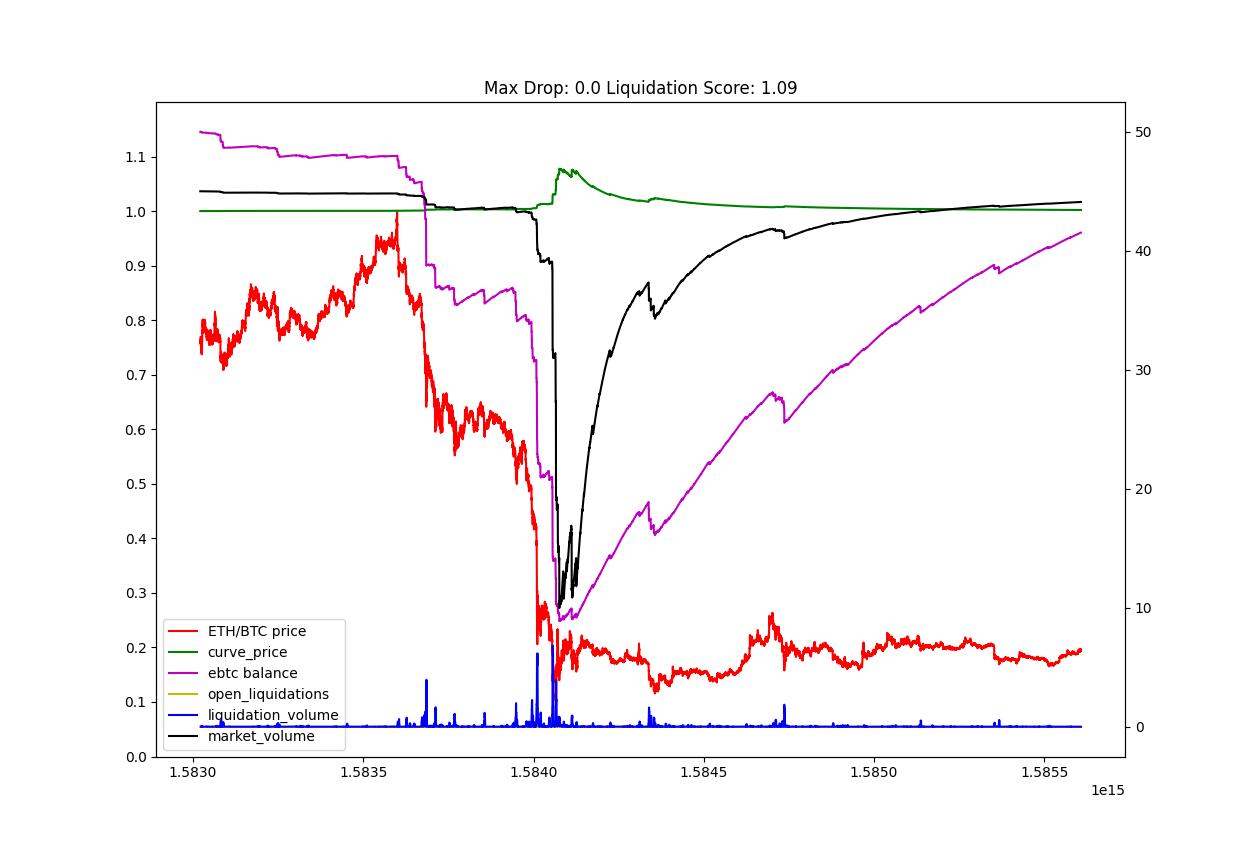 Max Drop: 0.0 Liquidation Score: 1.09
1.1
1.0
0.9
0.8
0.7
0.6
0.5
0.4
0.3
0.2
0.1
0.0
50
40
30
20
10
0
ETH/BTC price
curve_price
ebtc balance
open_liquidations
liquidation_volume
market_volume
1.5830 1.5835 1.5840 1.5845 1.5850 1.5855
1e15